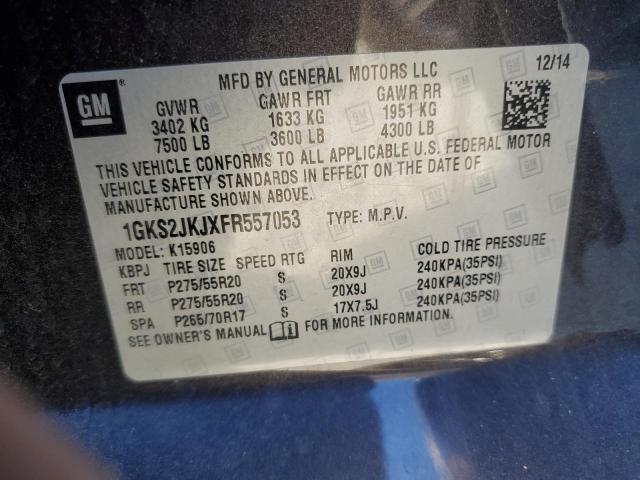 GM
MFD BY GENERAL MOTORS LLC 12/14
GVWR GAWR FRT GAWR RR
3402 KG 1633 KG 1951 KG
7500 LB 3600 LB 4300 LB
THIS VEHICLE CONFORMS TO ALL APPLICABLE U.S. FEDERAL MOTOR
VEHICLE SAFETY STANDARDS IN EFFECT ON THE DATE OF
MANUFACTURE SHOWN ABOVE.
1GKS2JKJXFR557053 TYPE: M.P.V.
MODEL: K15906
KBPJ TIRE SIZE SPEED RTG RIM COLD TIRE PRESSURE
FRT P275/55R20 S 20X9J 240KPA(35PSI)
RR P275/55R20 S 20X9J 240KPA(35PSI)
SPA P265/70R17 S 17X7.5J 240KPA(35PSI)
SEE OWNER'S MANUAL FOR MORE INFORMATION.